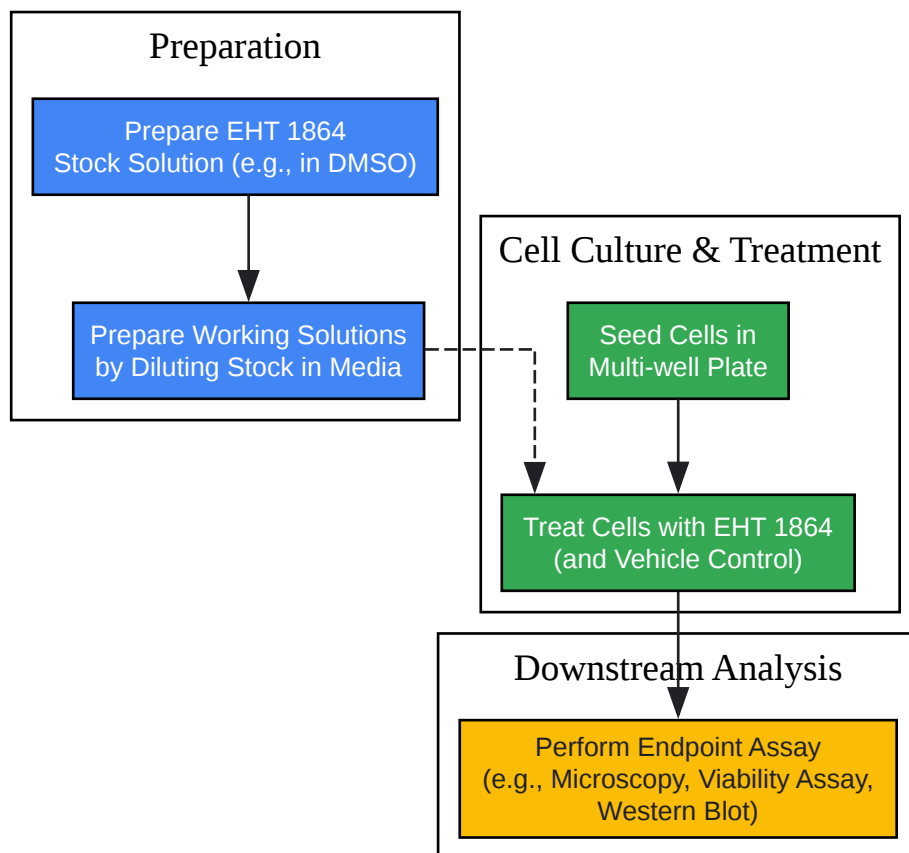 Preparation
Prepare EHT 1864
Stock Solution (e.g., in DMSO)
Prepare Working Solutions
by Diluting Stock in Media
Cell Culture & Treatment
Seed Cells in
Multi-well Plate
Treat Cells with EHT 1864
(and Vehicle Control)
Downstream Analysis
Perform Endpoint Assay
(e.g., Microscopy, Viability Assay,
Western Blot)